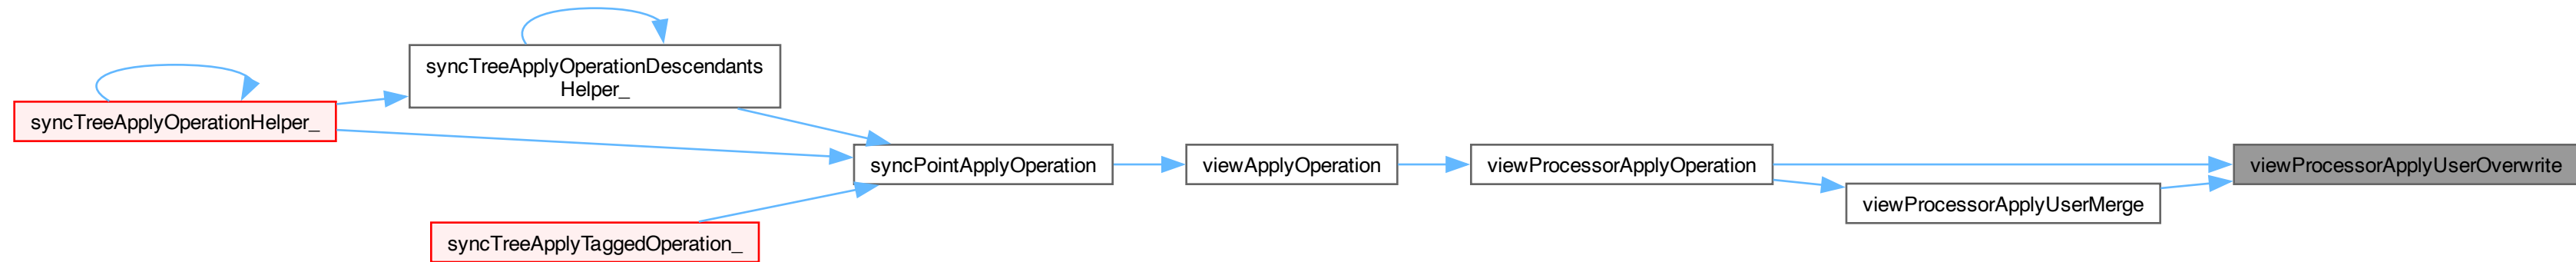 syncTreeApplyOperationDescendants
Helper_
syncTreeApplyOperationHelper_
syncPointApplyOperation
viewApplyOperation
viewProcessorApplyOperation
viewProcessorApplyUserOverwrite
viewProcessorApplyUserMerge
syncTreeApplyTaggedOperation_